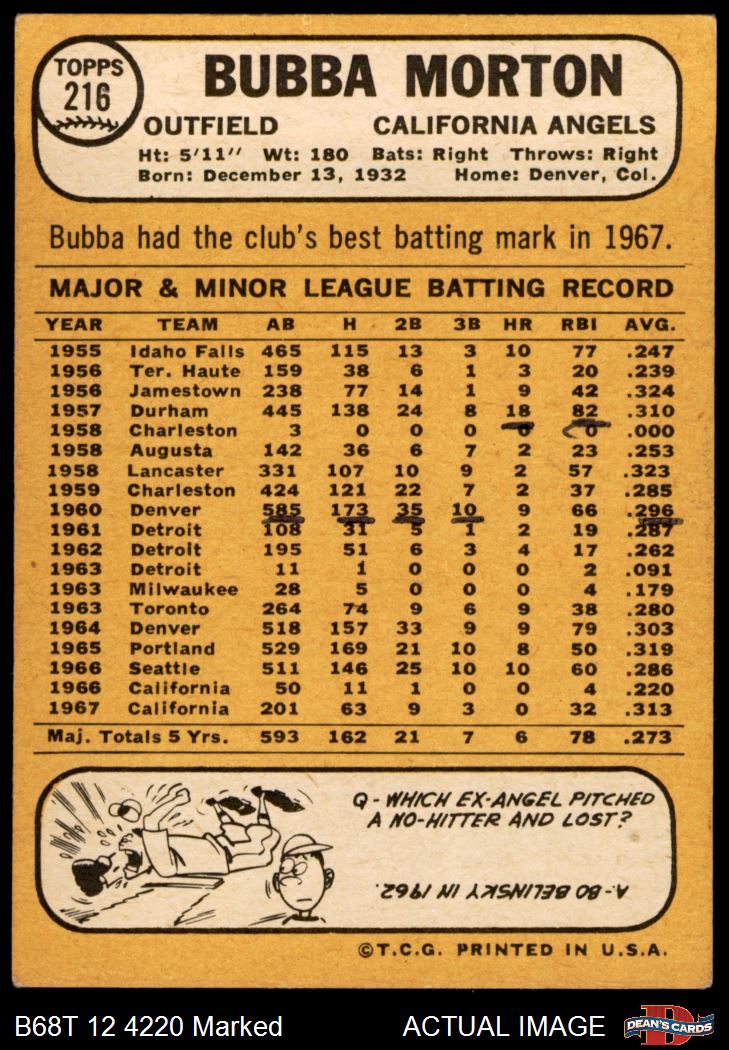 TOPPS
216
BUBBA MORTON
OUTFIELD CALIFORNIA ANGELS
Ht: 5'11" Wt: 180 Bats: Right Throws: Right
Born: December 13, 1932 Home: Denver, Col.
Bubba had the club's best batting mark in 1967.
MAJOR & MINOR LEAGUE BATTING RECORD
YEAR TEAM AB H 2B 3B HR RBI AVG.
1955 Idaho Falls 465 115 13 3 10 77 .247
1956 Ter. Haute 159 38 6 1 3 20 .239
1956 Jamestown 238 77 14 1 9 42 .324
1957 Durham 445 138 24 8 18 82 .310
1958 Charleston 3 0 0 0 0 0 .000
1958 Augusta 142 36 6 7 2 23 .253
1958 Lancaster 331 107 10 9 2 57 .323
1959 Charleston 424 121 22 7 2 37 .285
1960 Denver 585 173 35 10 9 66 .296
1961 Detroit 108 31 5 1 2 19 .287
1962 Detroit 195 51 6 3 4 17 .262
1963 Detroit 11 1 0 0 0 2 .091
1963 Milwaukee 28 5 0 0 0 4 .179
1963 Toronto 264 74 9 6 9 38 .280
1964 Denver 518 157 33 9 9 79 .303
1965 Portland 529 169 21 10 8 50 .319
1966 Seattle 511 146 25 10 10 60 .286
1966 California 50 11 1 0 0 4 .220
1967 California 201 63 9 3 0 32 .313
Maj. Totals 5 Yrs. 593 162 21 7 6 78 .273
Q - WHICH EX-ANGEL PITCHED
A NO-HITTER AND LOST?
A- BO BELINSKY IN 1962.
©T.C.G. PRINTED IN U.S.A.
B68T 12 4220 Marked ACTUAL IMAGE
D
DEAN'S CARDS